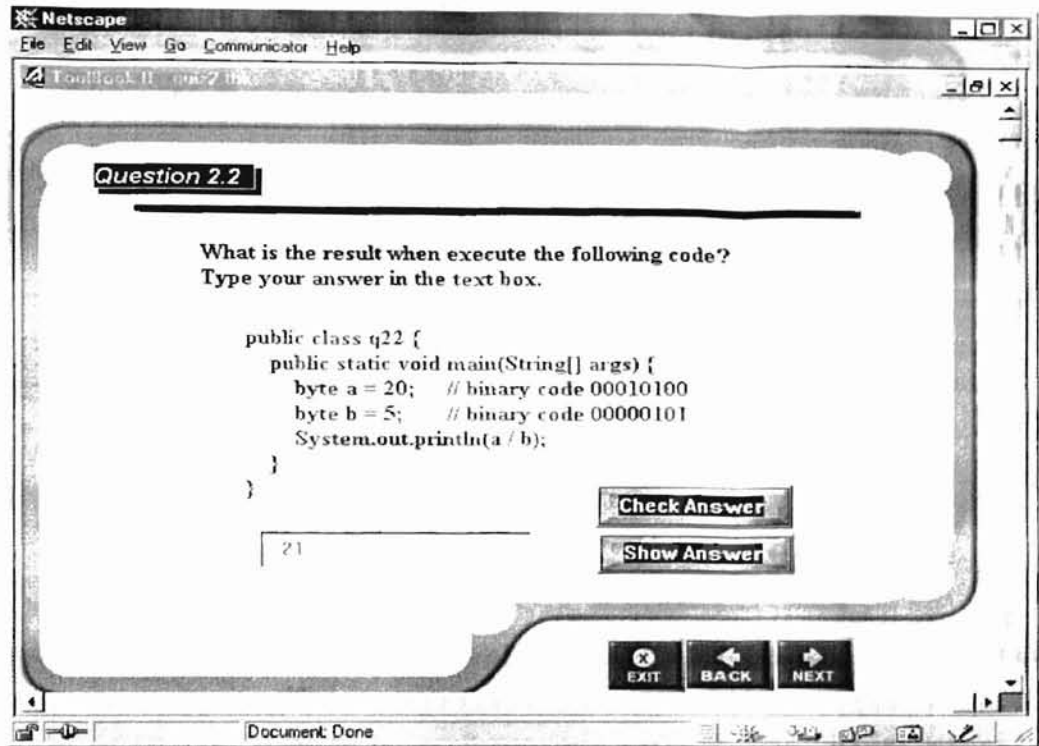 Netscape
File Edit View Go Communicator Help
ToolBook II
Question 2.2
What is the result when execute the following code?
Type your answer in the text box.
public class q22 {
public static void main(String[] args) {
byte a = 20; // binary code 00010100
byte b = 5; // binary code 00000101
System.out.println(a / b);
}
}
21
Check Answer
Show Answer
EXIT
BACK
NEXT
Document: Done